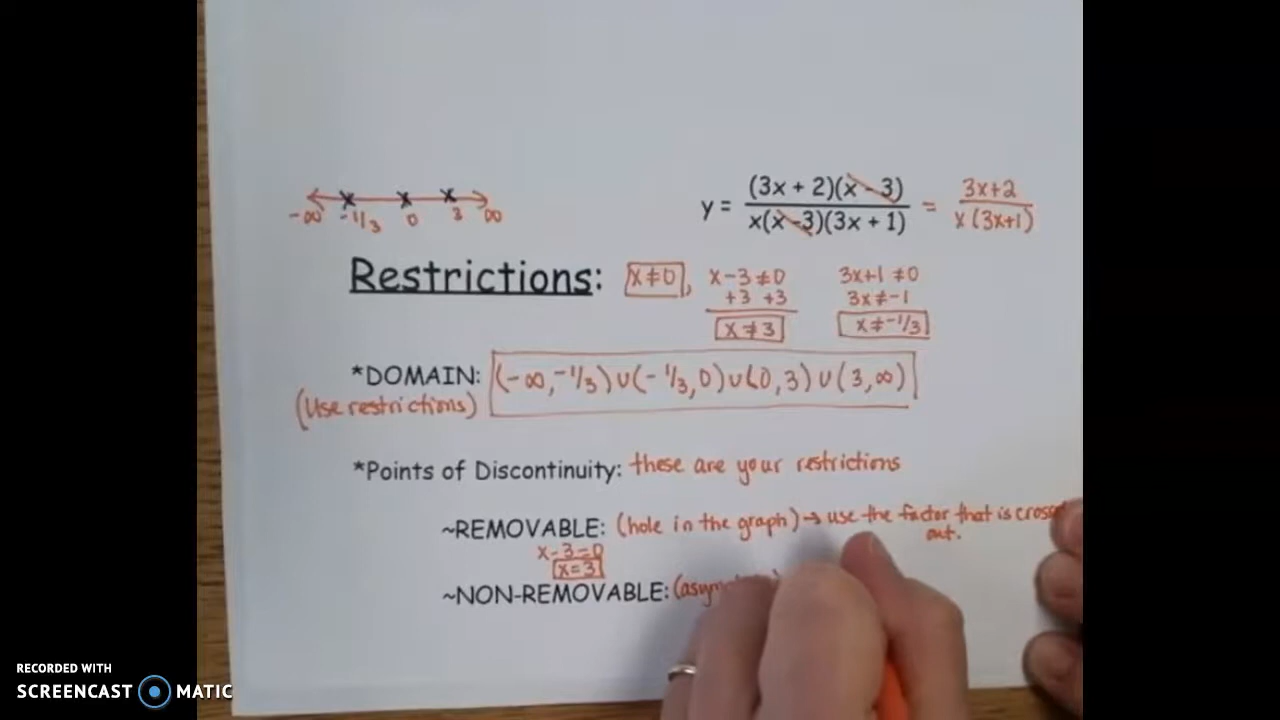 y = (3x + 2)(x - 3) / x(x - 3)(3x + 1) = 3x+2 / x(3x+1)
-∞ -1/3 0 3 ∞
Restrictions: x≠0, x-3≠0 3x+1≠0
+3 +3 3x≠-1
x≠3 x≠-1/3
*DOMAIN: (-∞,-1/3)∪(-1/3,0)∪(0,3)∪(3,∞)
(Use restrictions)
*Points of Discontinuity: these are your restrictions
~REMOVABLE: (hole in the graph)→ use the factor that is
out.
x-3=0
x=3
~NON-REMOVABLE:
RECORDED WITH
SCREENCAST MATIC